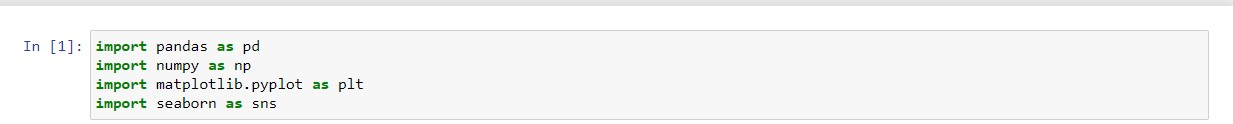 In [1]: import pandas as pd
import numpy as np
import matplotlib.pyplot as plt
import seaborn as sns